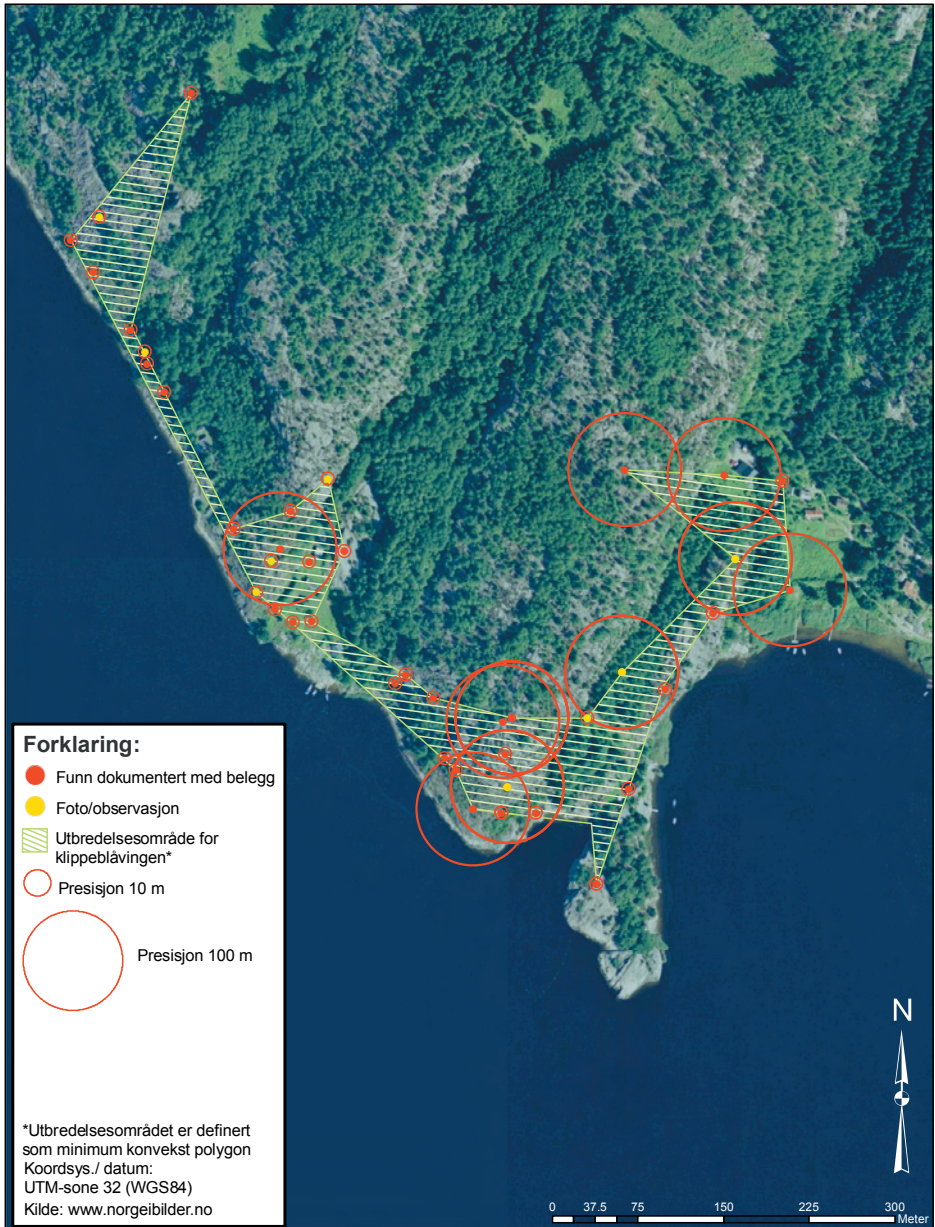 Forklaring:
Funn dokumentert med belegg
Foto/observasjon
Utbredelsesområde for
klippeblåvingen*
Presisjon 10 m
Presisjon 100 m
*Utbredelsesområdet er definert
som minimum konvekst polygon
Koordsys./ datum:
UTM-sone 32 (WGS84)
Kilde: www.norgeibilder.no
N
0 37.5 75 150 225 300
Meter